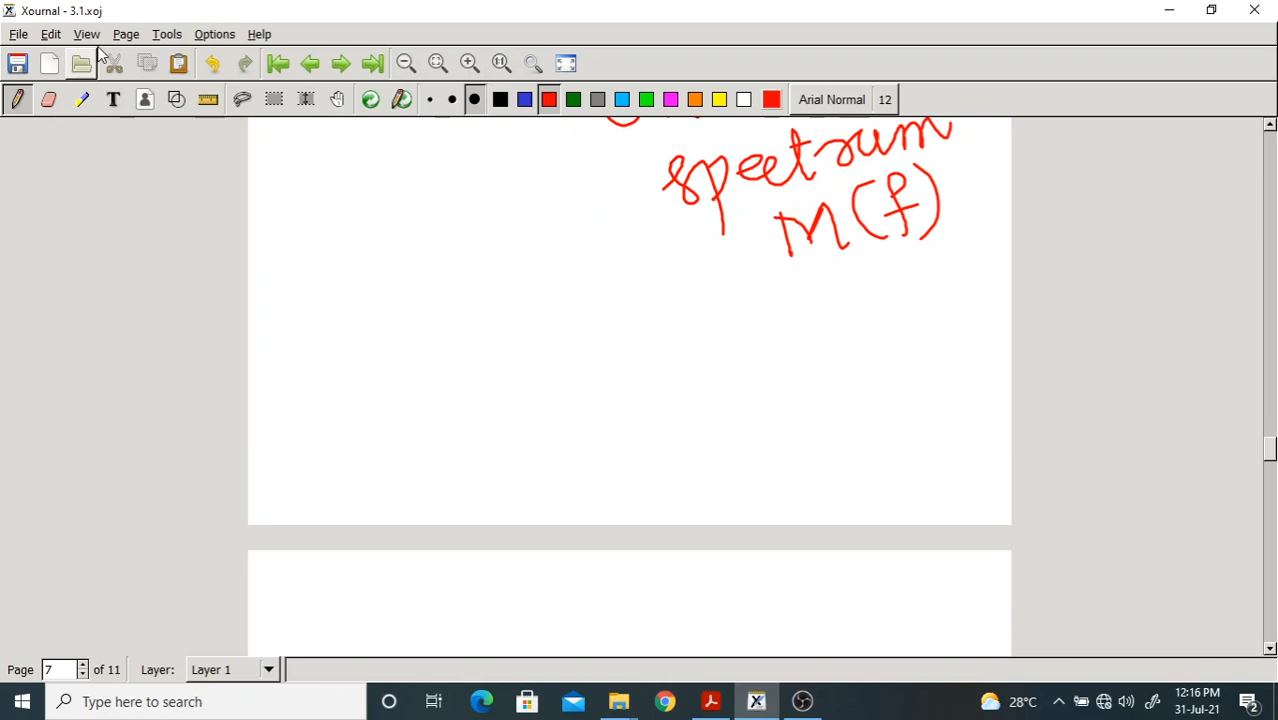 Xournal - 3.1.xoj
File Edit View Page Tools Options Help
T Arial Normal 12
spectrum
M(f)
Page 7 of 11 Layer: Layer 1
Type here to search
28°C
12:16 PM
31-Jul-21
2